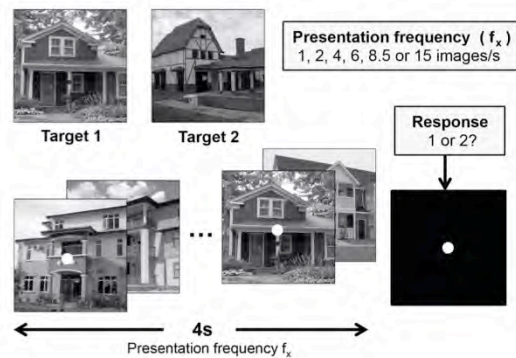 Presentation frequency (fₓ)
1, 2, 4, 6, 8.5 or 15 images/s
Target 1
Target 2
Response
1 or 2?
...
4s
Presentation frequency fₓ